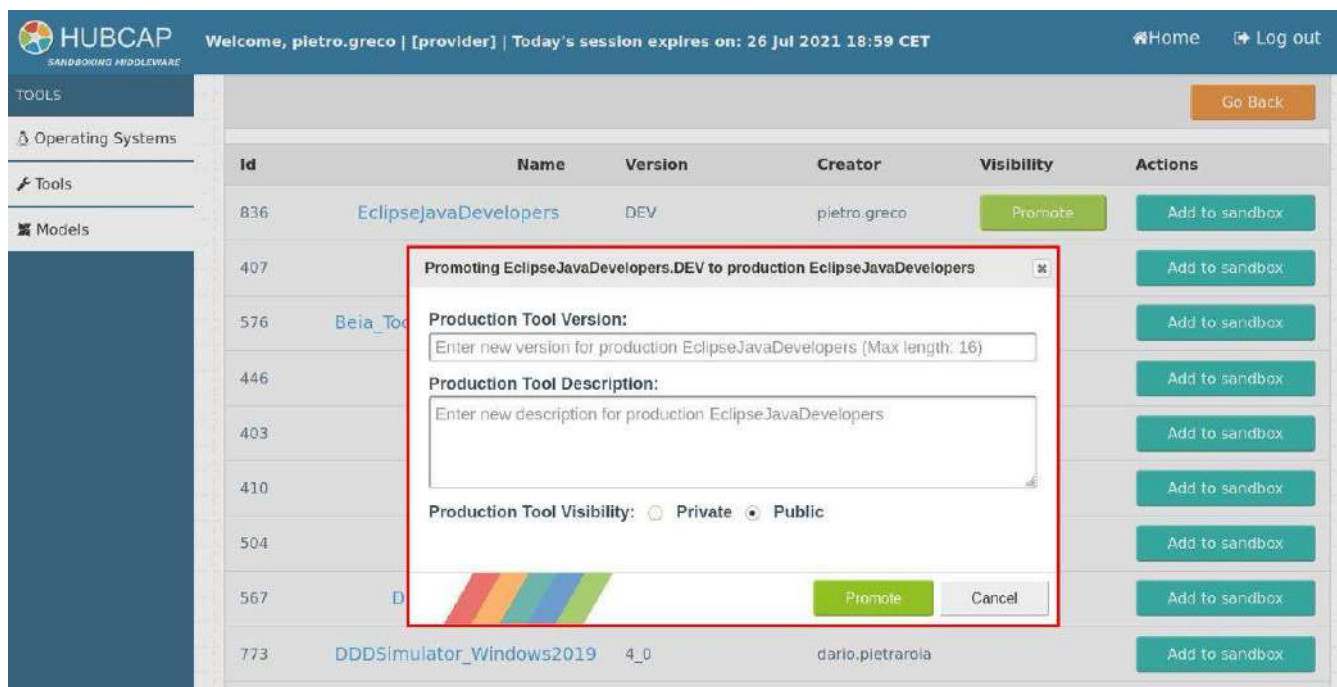 HUBCAP
SANDBOXING MIDDLEWARE
Welcome, pietro.greco | [provider] | Today's session expires on: 26 Jul 2021 18:59 CET
Home
Log out
TOOLS
Operating Systems
Tools
Models
Go Back
Id Name Version Creator Visibility Actions
836 EclipseJavaDevelopers DEV pietro.greco Promote Add to sandbox
407 Add to sandbox
576 Beia_Too Add to sandbox
446 Add to sandbox
403 Add to sandbox
410 Add to sandbox
504 Add to sandbox
567 D Add to sandbox
773 DDDSimulator_Windows2019 4_0 dario.pietraroia Add to sandbox
Promoting EclipseJavaDevelopers.DEV to production EclipseJavaDevelopers
Production Tool Version:
Enter new version for production EclipseJavaDevelopers (Max length: 16)
Production Tool Description:
Enter new description for production EclipseJavaDevelopers
Production Tool Visibility: Private Public
Promote Cancel